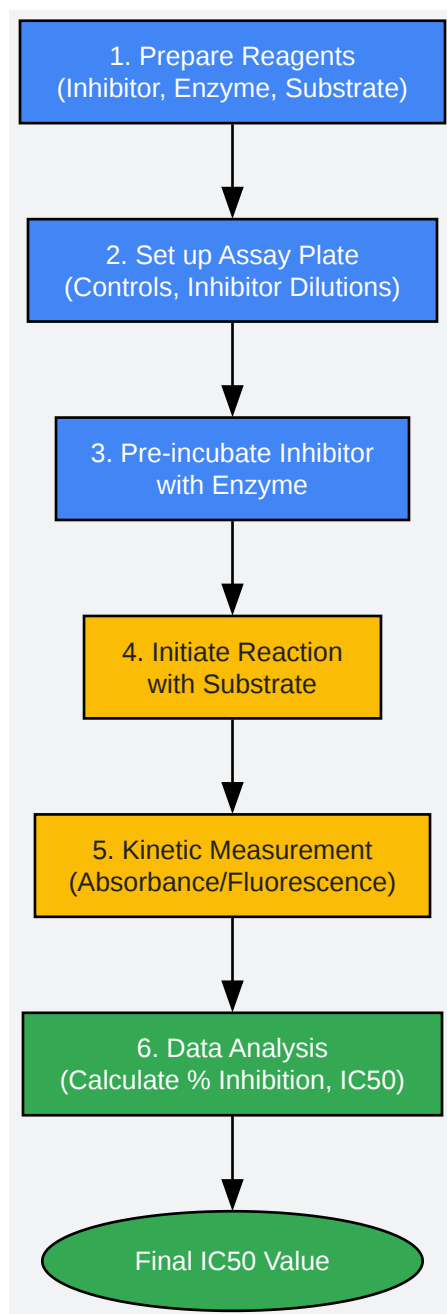 1. Prepare Reagents
(Inhibitor, Enzyme, Substrate)
2. Set up Assay Plate
(Controls, Inhibitor Dilutions)
3. Pre-incubate Inhibitor
with Enzyme
4. Initiate Reaction
with Substrate
5. Kinetic Measurement
(Absorbance/Fluorescence)
6. Data Analysis
(Calculate % Inhibition, IC50)
Final IC50 Value